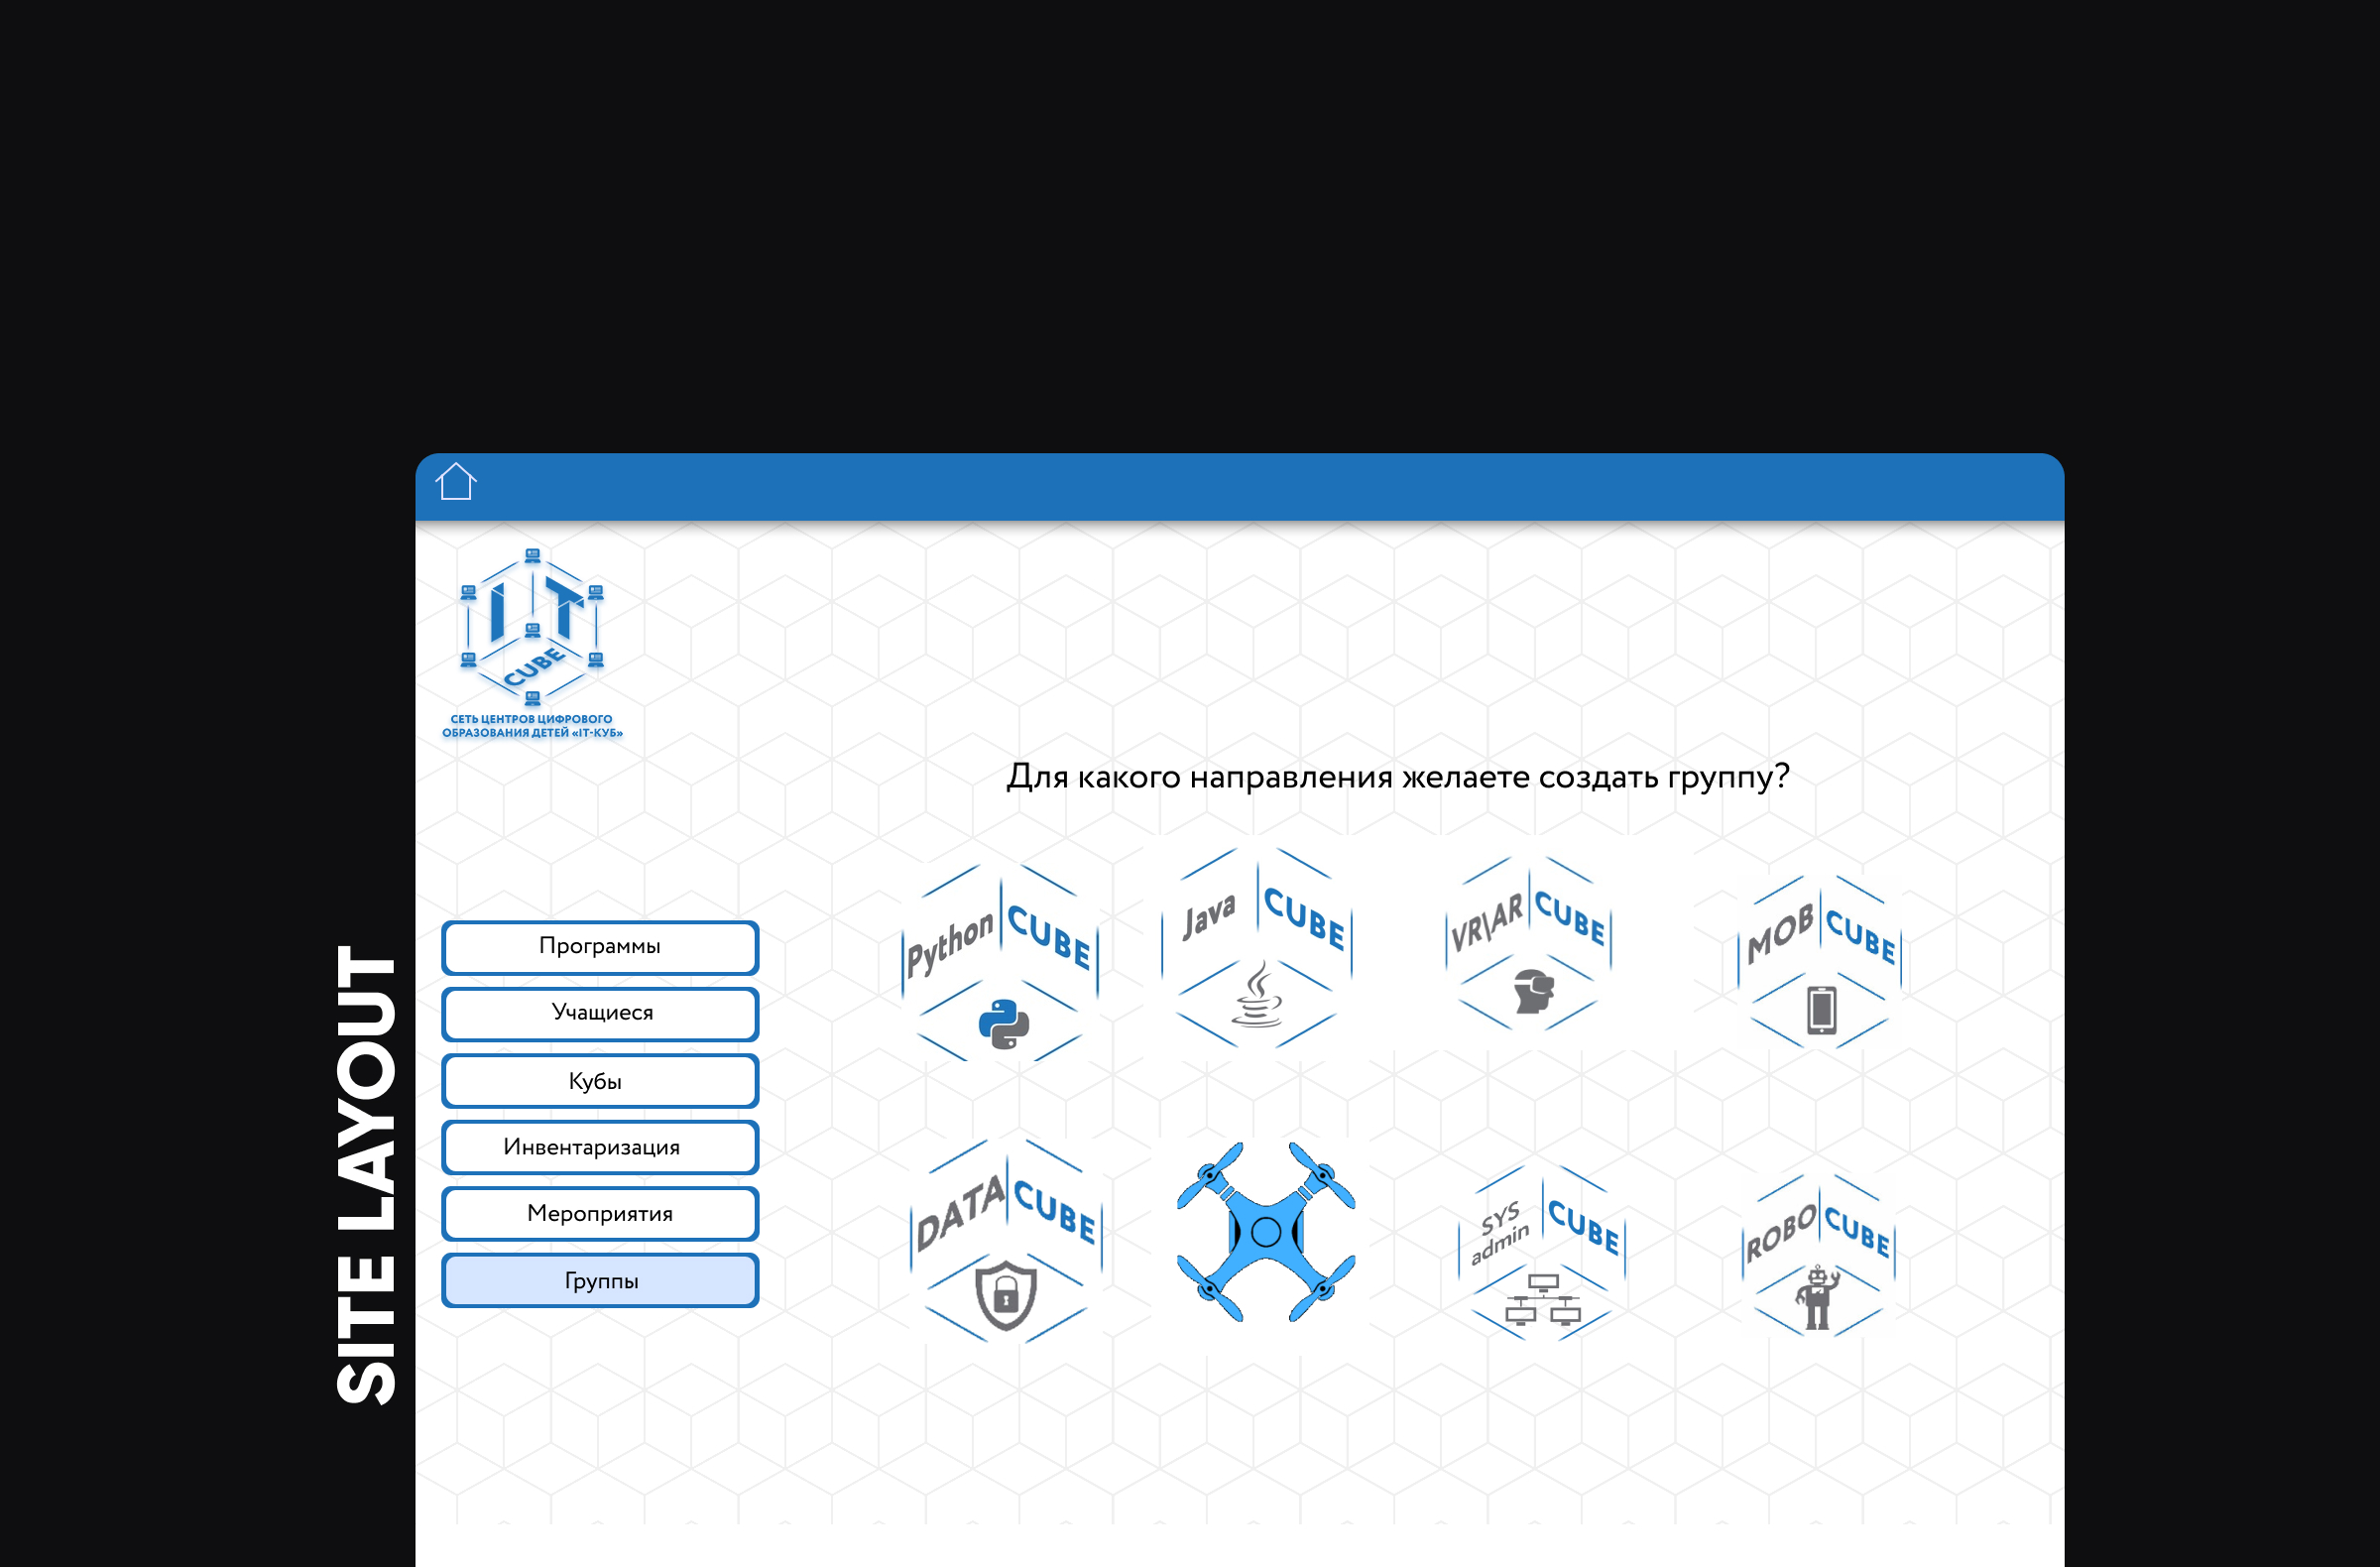 SITE LAYOUT
IT
CUBE
СЕТЬ ЦЕНТРОВ ЦИФРОВОГО
ОБРАЗОВАНИЯ ДЕТЕЙ «IT-КУБ»
Для какого направления желаете создать группу?
Программы
Учащиеся
Кубы
Инвентаризация
Мероприятия
Группы
Python CUBE
Java CUBE
VR\AR CUBE
MOB CUBE
DATA CUBE
SYS
admin CUBE
ROBO CUBE